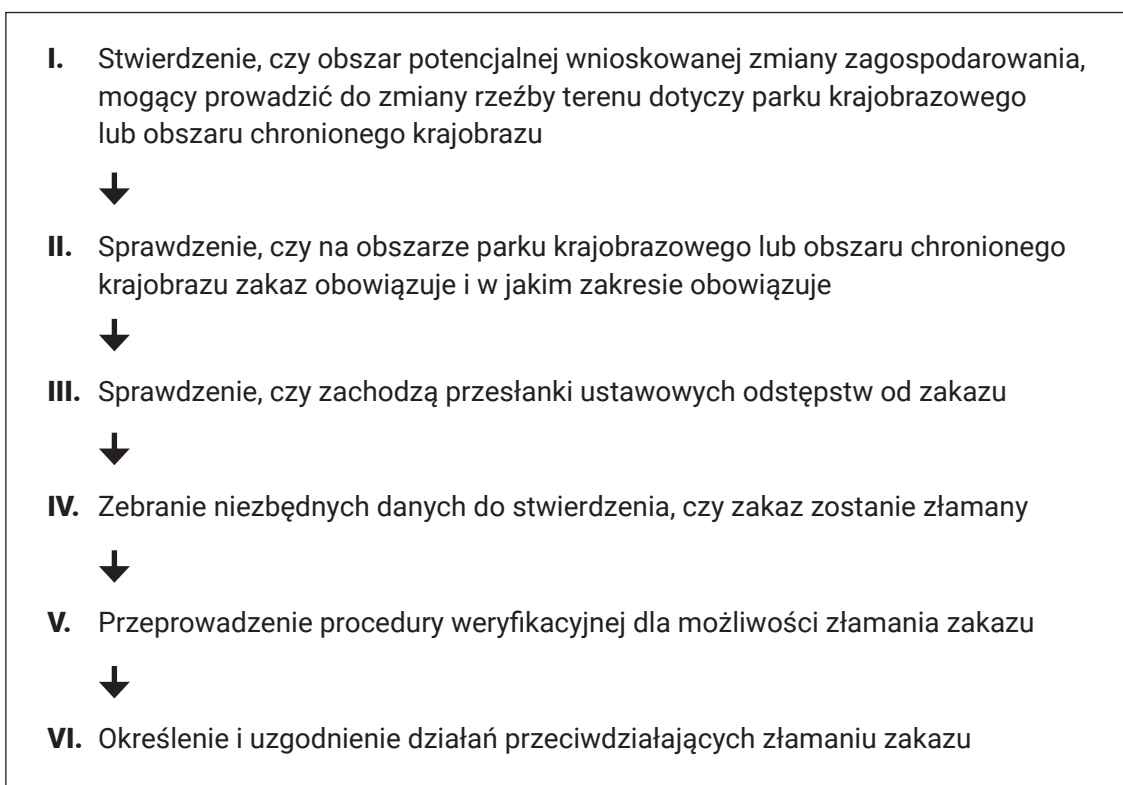 I. Stwierdzenie, czy obszar potencjalnej wnioskowanej zmiany zagospodarowania,
mogący prowadzić do zmiany rzeźby terenu dotyczy parku krajobrazowego
lub obszaru chronionego krajobrazu
II. Sprawdzenie, czy na obszarze parku krajobrazowego lub obszaru chronionego
krajobrazu zakaz obowiązuje i w jakim zakresie obowiązuje
III. Sprawdzenie, czy zachodzą przesłanki ustawowych odstępstw od zakazu
IV. Zebranie niezbędnych danych do stwierdzenia, czy zakaz zostanie złamany
V. Przeprowadzenie procedury weryfikacyjnej dla możliwości złamania zakazu
VI. Określenie i uzgodnienie działań przeciwdziałających złamaniu zakazu